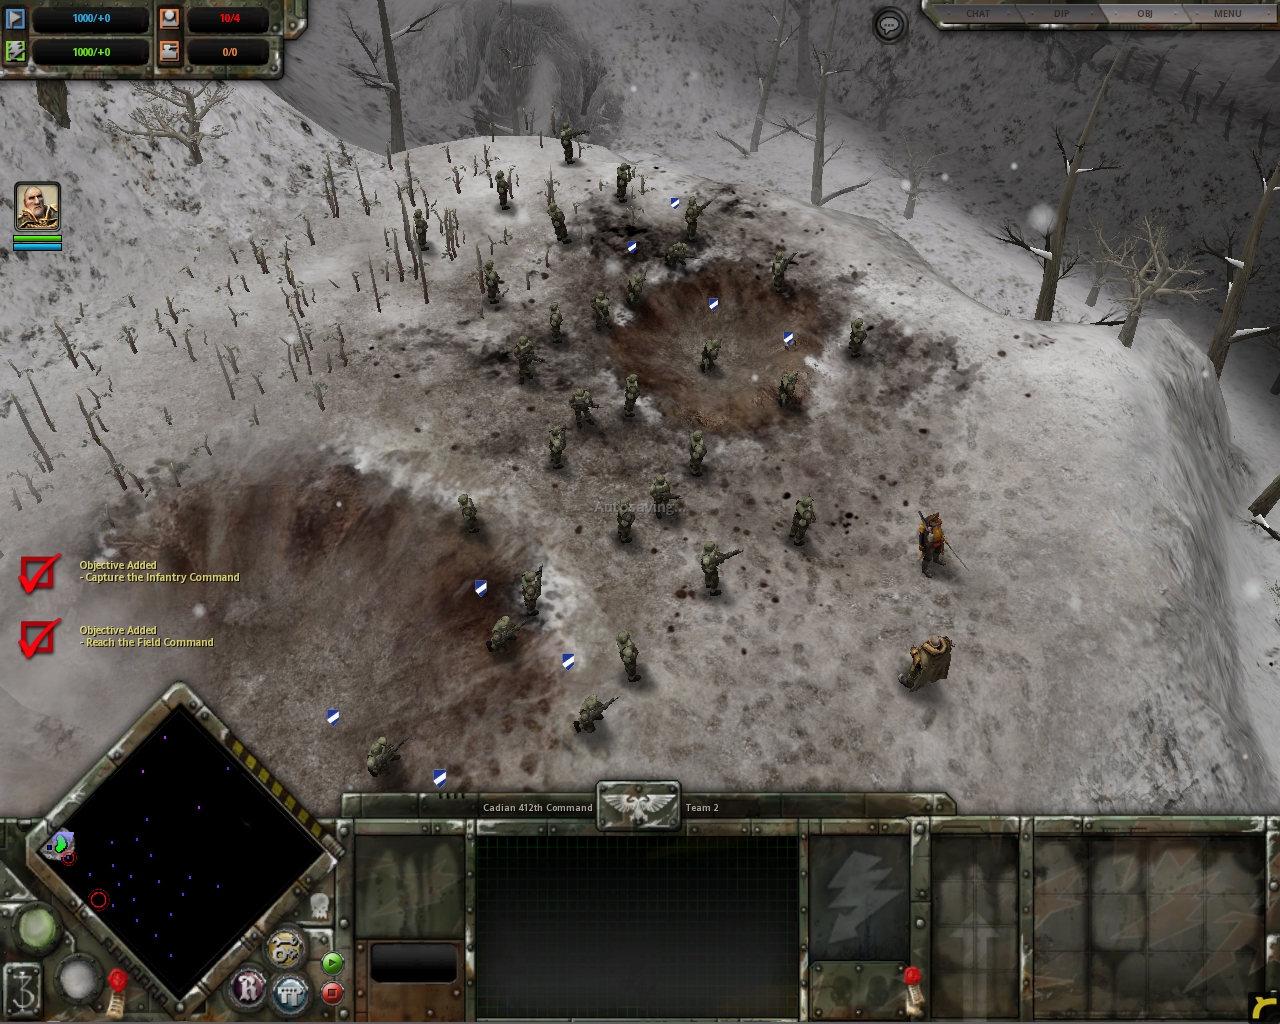 1000/+0
10/4
1000/+0
0/0
CHAT
DIP
OBJ
MENU
Autosaving...
Objective Added
- Capture the Infantry Command
Objective Added
- Reach the Field Command
Cadian 412th Command
Team 2